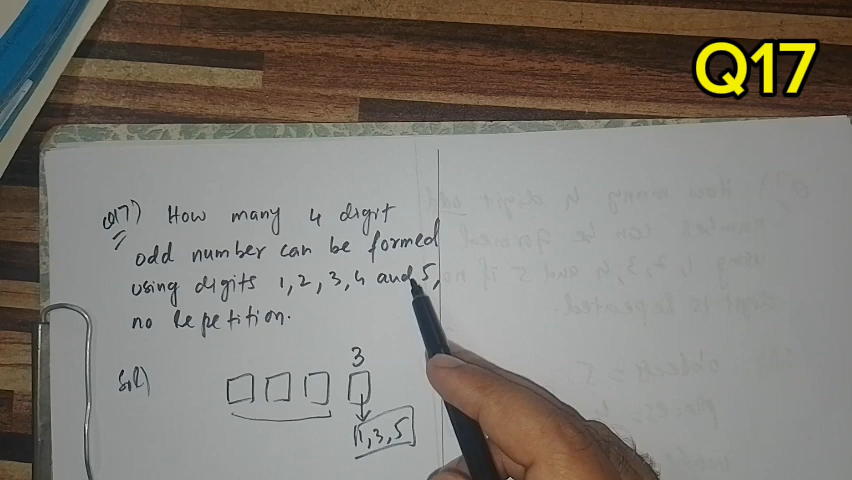 Q17
Q17) How many 4 digit
odd number can be formed
using digits 1, 2, 3, 4 and 5,
no repetition.
Sol)
3
1, 3, 5